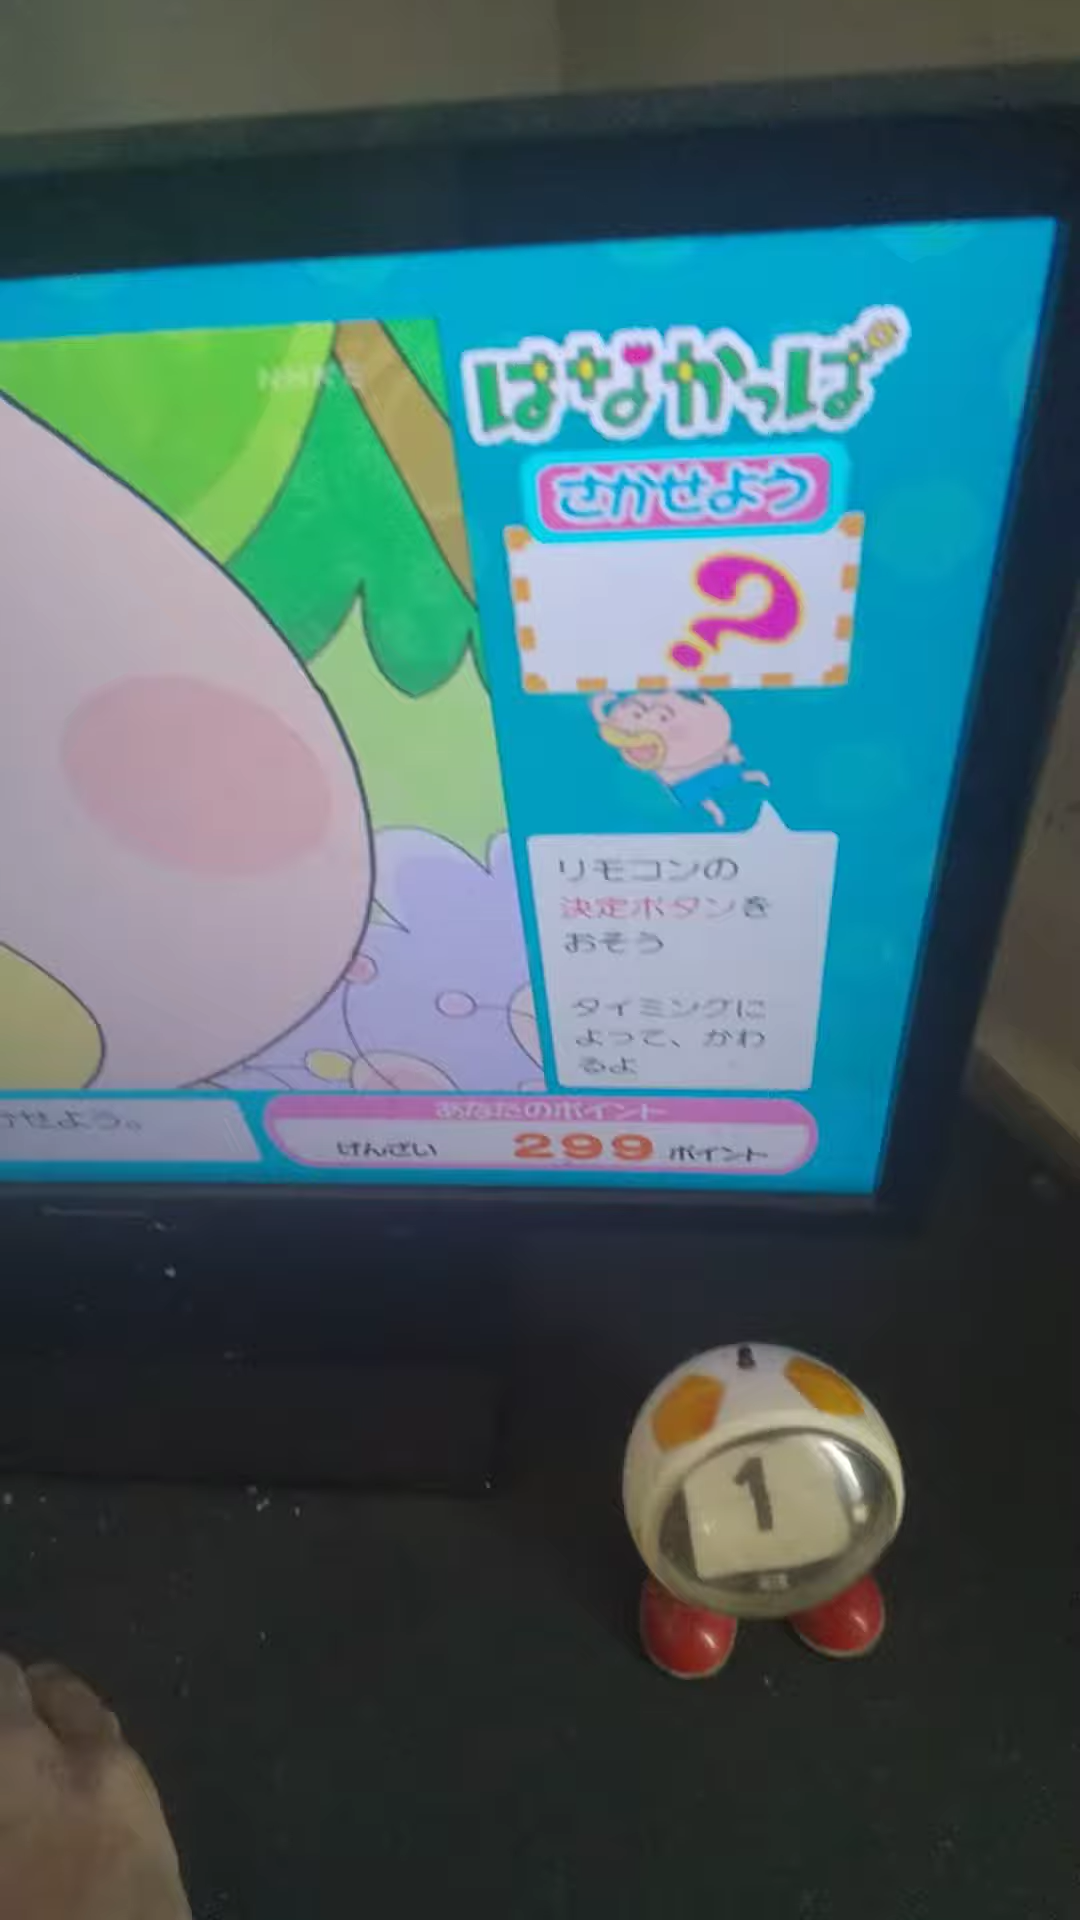 はなかっぱ
さかせよう
?
リモコンの
決定ボタンを
おそう
タイミングに
よって、かわ
るよ
かせよう。
あなたのポイント
げんざい 299 ポイント
1